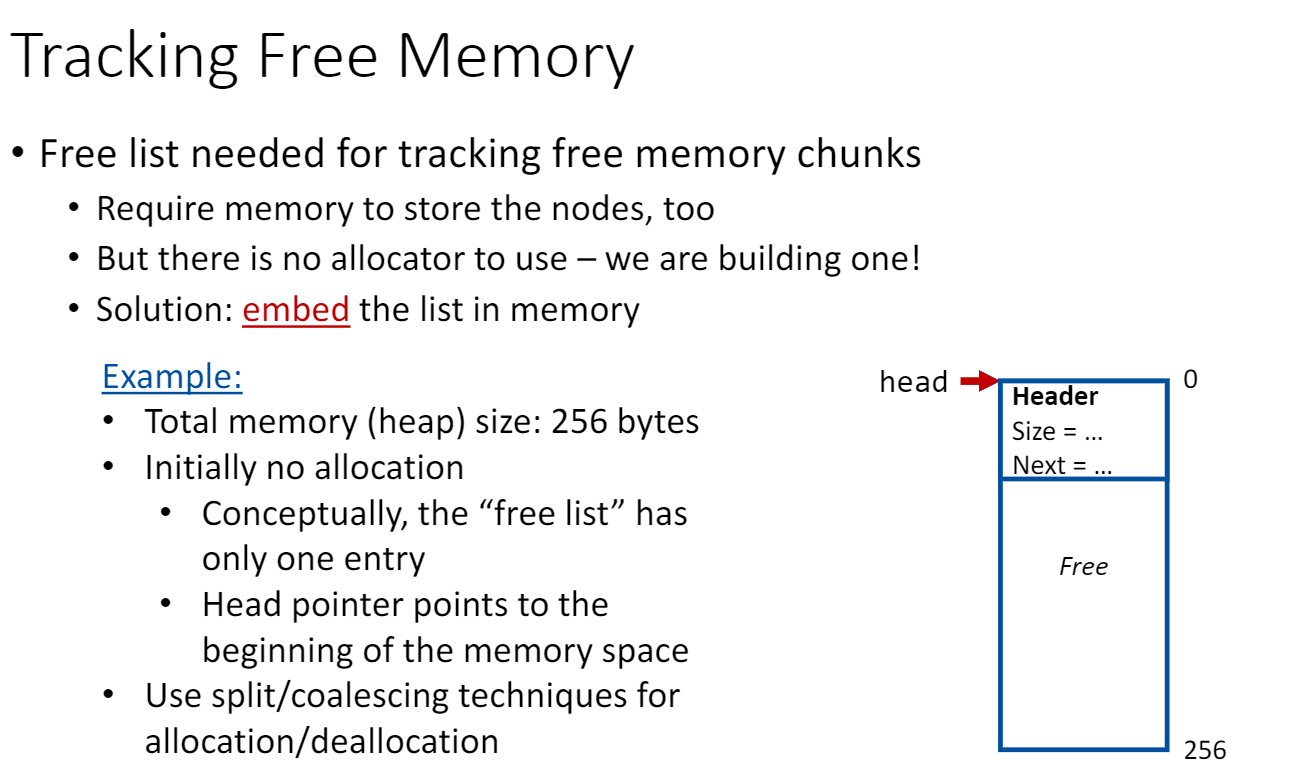 Tracking Free Memory
• Free list needed for tracking free memory chunks
• Require memory to store the nodes, too
• But there is no allocator to use – we are building one!
• Solution: embed the list in memory
Example:
• Total memory (heap) size: 256 bytes
• Initially no allocation
• Conceptually, the “free list” has
only one entry
• Head pointer points to the
beginning of the memory space
• Use split/coalescing techniques for
allocation/deallocation
head
0
Header
Size = ...
Next = ...
Free
256